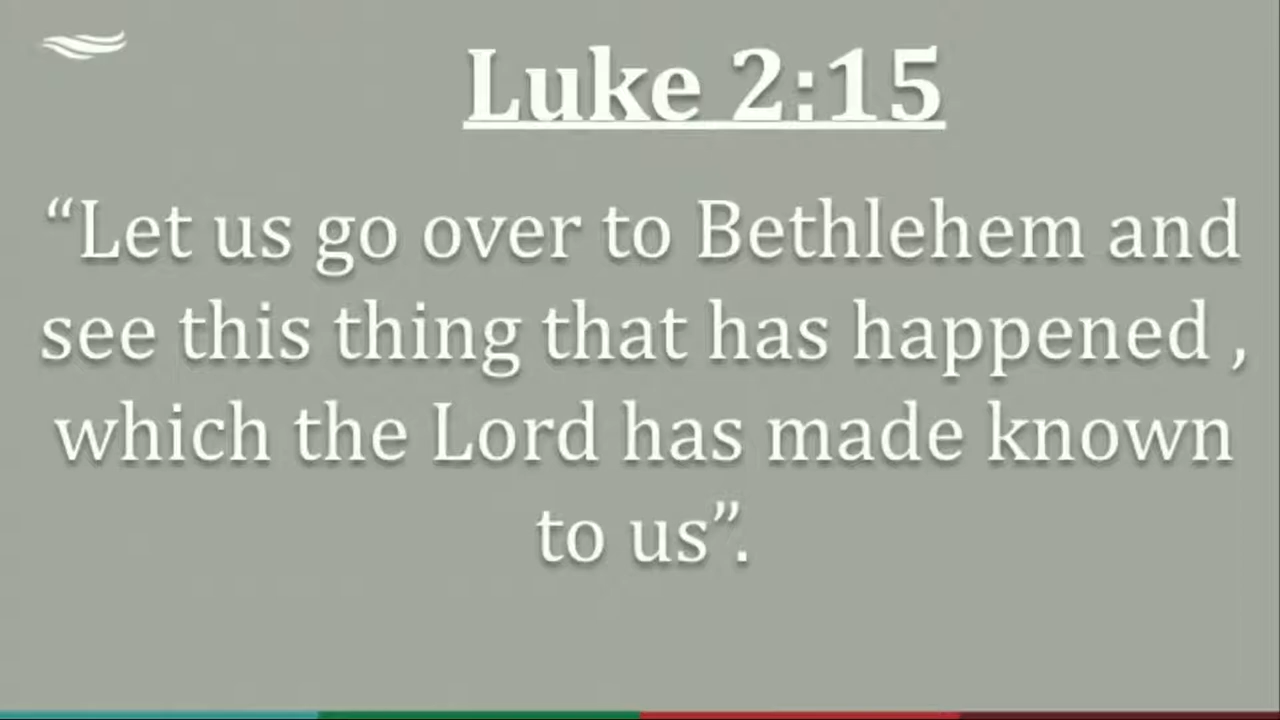 Luke 2:15
“Let us go over to Bethlehem and
see this thing that has happened ,
which the Lord has made known
to us”.